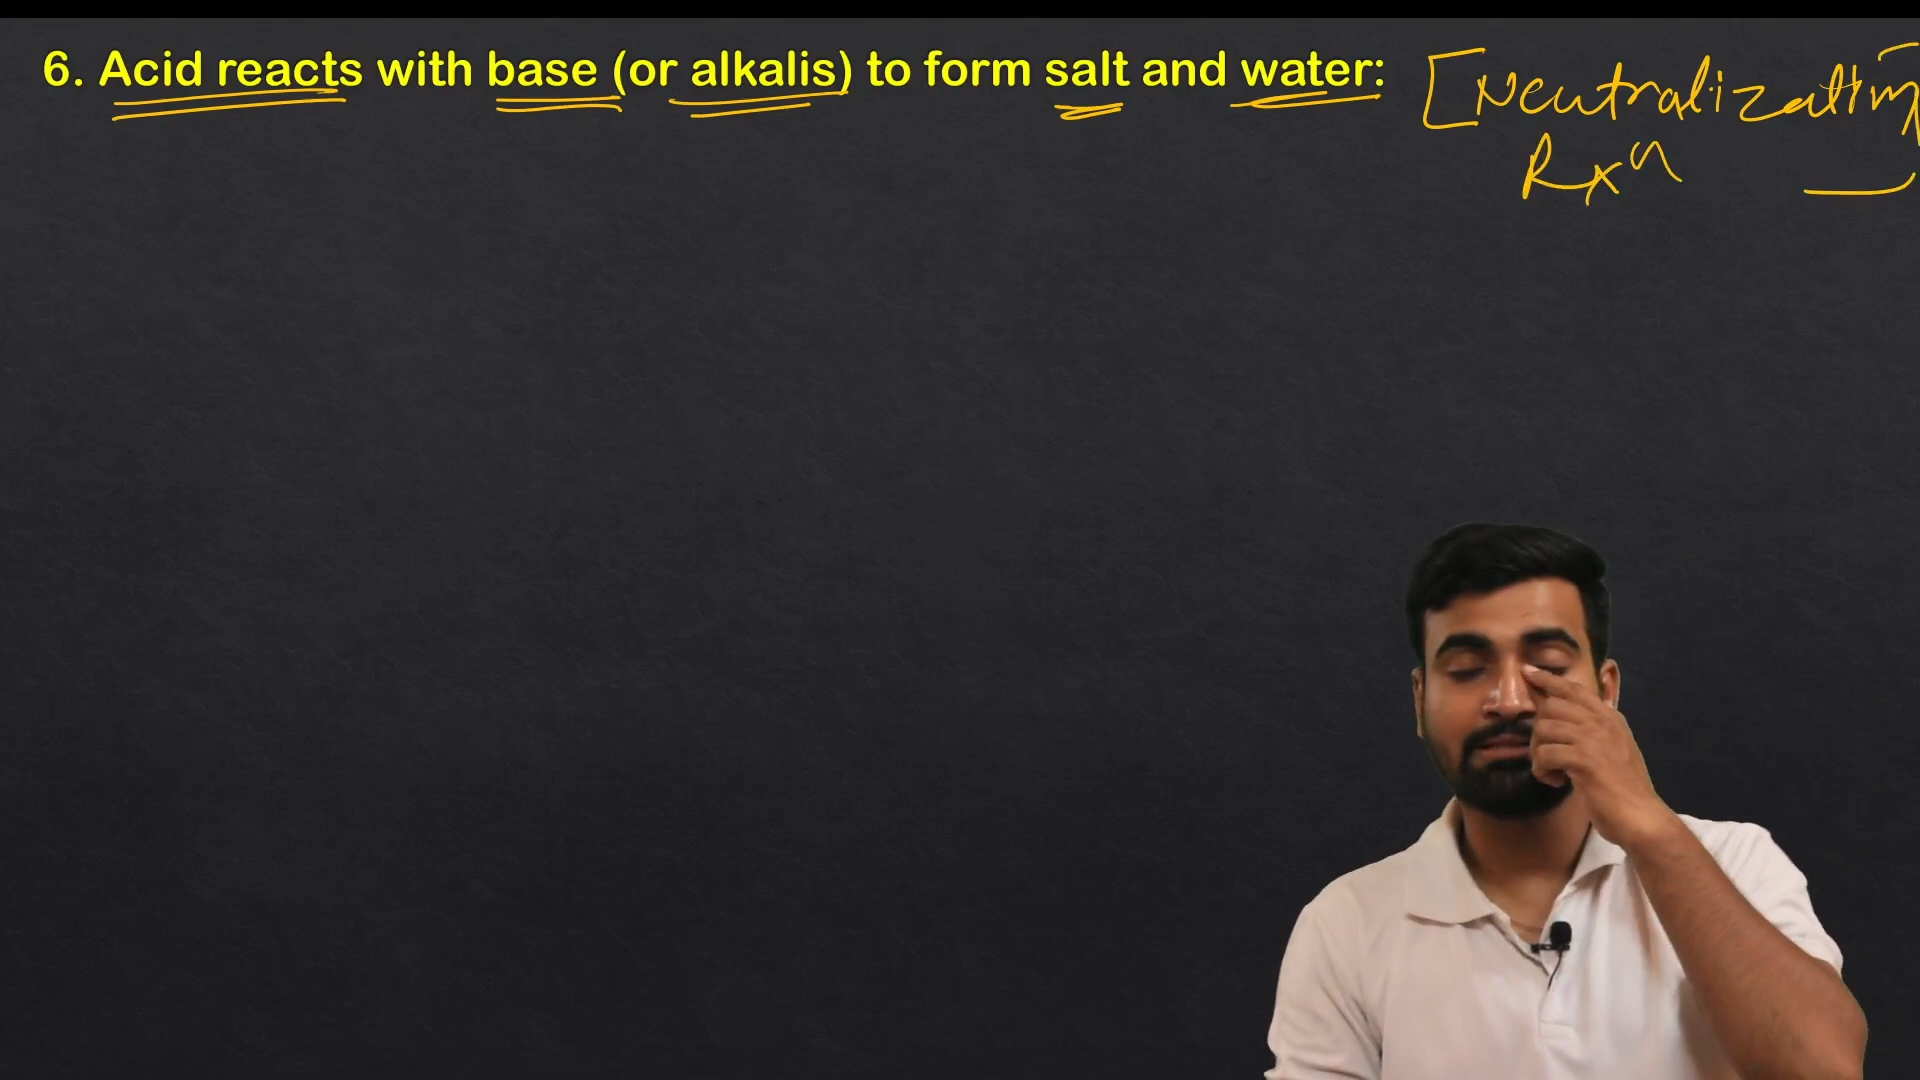 6. Acid reacts with base (or alkalis) to form salt and water: [Neutralization]
Rxn